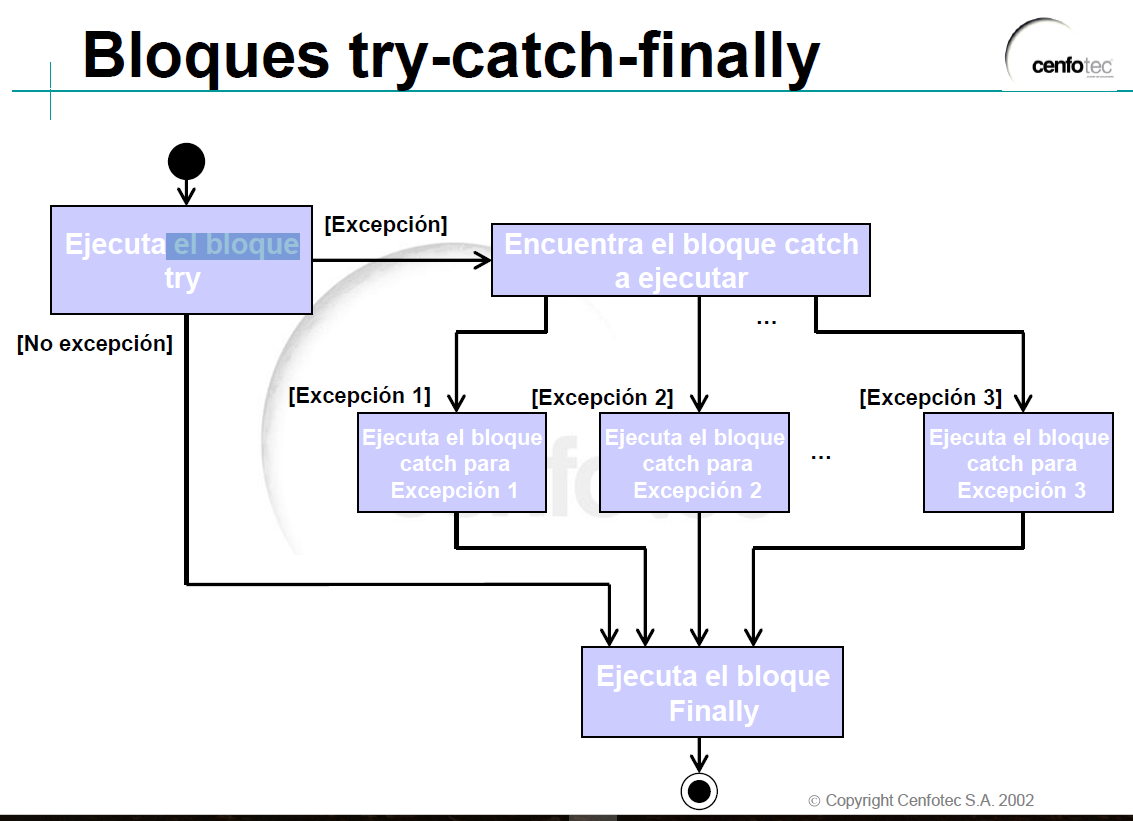 Bloques try-catch-finally
cenfotec
Ejecuta el bloque
try
[Excepción]
Encuentra el bloque catch
a ejecutar
[No excepción]
...
[Excepción 1]
[Excepción 2]
[Excepción 3]
Ejecuta el bloque
catch para
Excepción 1
Ejecuta el bloque
catch para
Excepción 2
...
Ejecuta el bloque
catch para
Excepción 3
Ejecuta el bloque
Finally
© Copyright Cenfotec S.A. 2002